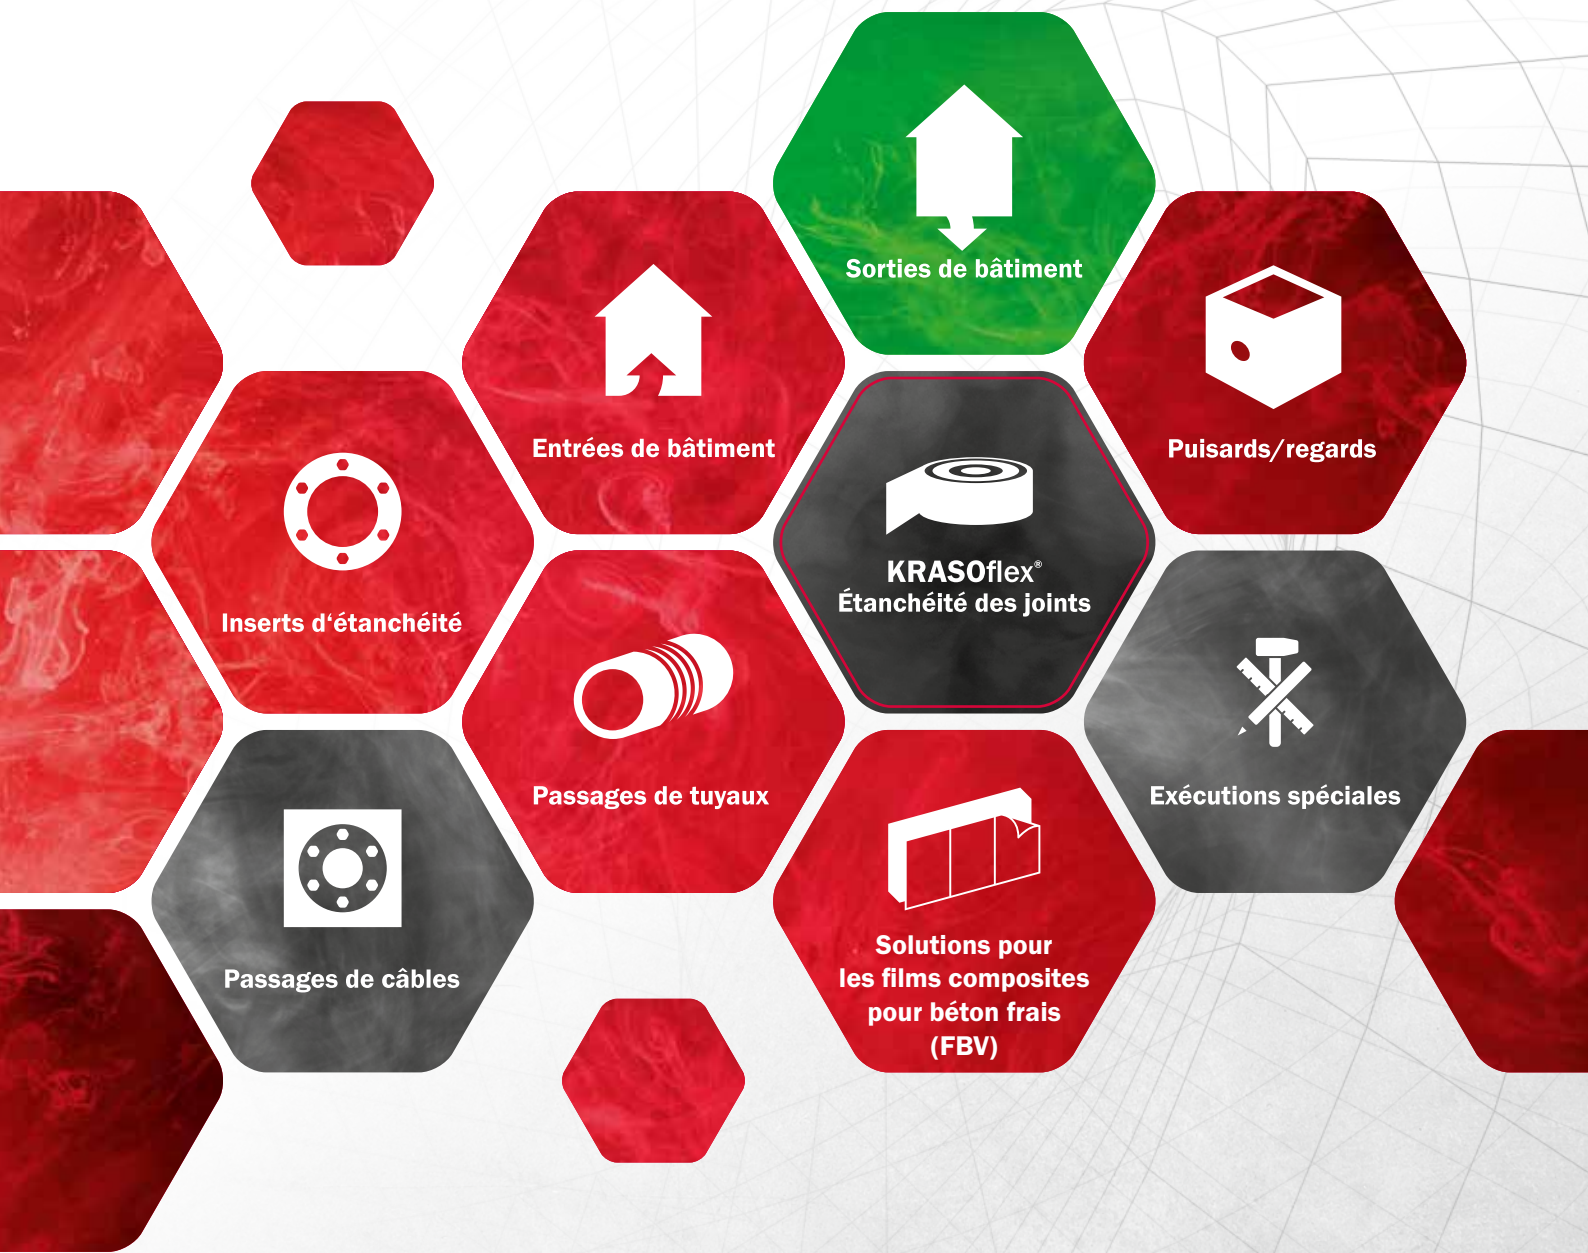 Sorties de bâtiment
Entrées de bâtiment
Puisards/regards
KRASOflex®
Étanchéité des joints
Inserts d‘étanchéité
Passages de tuyaux
Exécutions spéciales
Passages de câbles
Solutions pour
les films composites
pour béton frais
(FBV)